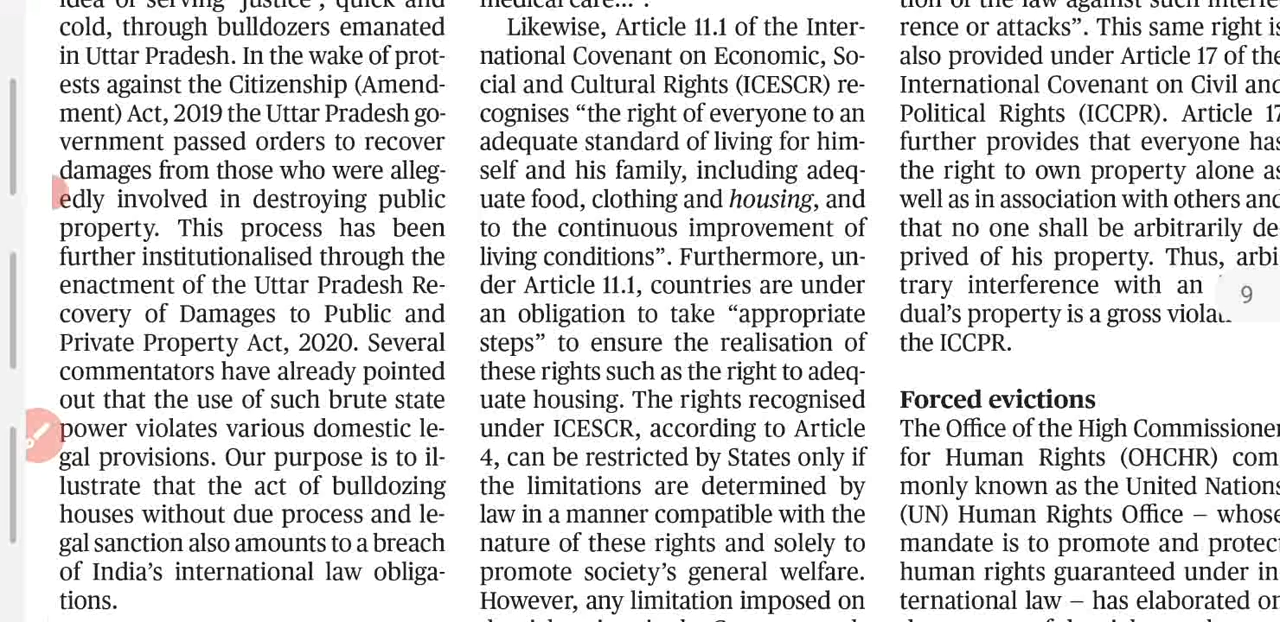 idea of serving ‘justice’, quick and
cold, through bulldozers emanated
in Uttar Pradesh. In the wake of prot-
ests against the Citizenship (Amend-
ment) Act, 2019 the Uttar Pradesh go-
vernment passed orders to recover
damages from those who were alleg-
edly involved in destroying public
property. This process has been
further institutionalised through the
enactment of the Uttar Pradesh Re-
covery of Damages to Public and
Private Property Act, 2020. Several
commentators have already pointed
out that the use of such brute state
power violates various domestic le-
gal provisions. Our purpose is to il-
lustrate that the act of bulldozing
houses without due process and le-
gal sanction also amounts to a breach
of India’s international law obliga-
tions.
medical care...”.
Likewise, Article 11.1 of the Inter-
national Covenant on Economic, So-
cial and Cultural Rights (ICESCR) re-
cognises “the right of everyone to an
adequate standard of living for him-
self and his family, including adeq-
uate food, clothing and housing, and
to the continuous improvement of
living conditions”. Furthermore, un-
der Article 11.1, countries are under
an obligation to take “appropriate
steps” to ensure the realisation of
these rights such as the right to adeq-
uate housing. The rights recognised
under ICESCR, according to Article
4, can be restricted by States only if
the limitations are determined by
law in a manner compatible with the
nature of these rights and solely to
promote society’s general welfare.
However, any limitation imposed on
tion of the law against such
rence or attacks”. This same right is
also provided under Article 17 of the
International Covenant on Civil and
Political Rights (ICCPR). Article 17
further provides that everyone has
the right to own property alone as
well as in association with others and
that no one shall be arbitrarily de
prived of his property. Thus, arbi
trary interference with an
dual’s property is a gross
the ICCPR.
9
Forced evictions
The Office of the High Commissioner
for Human Rights (OHCHR) com
monly known as the United Nations
(UN) Human Rights Office – whose
mandate is to promote and protect
human rights guaranteed under in
ternational law – has elaborated on